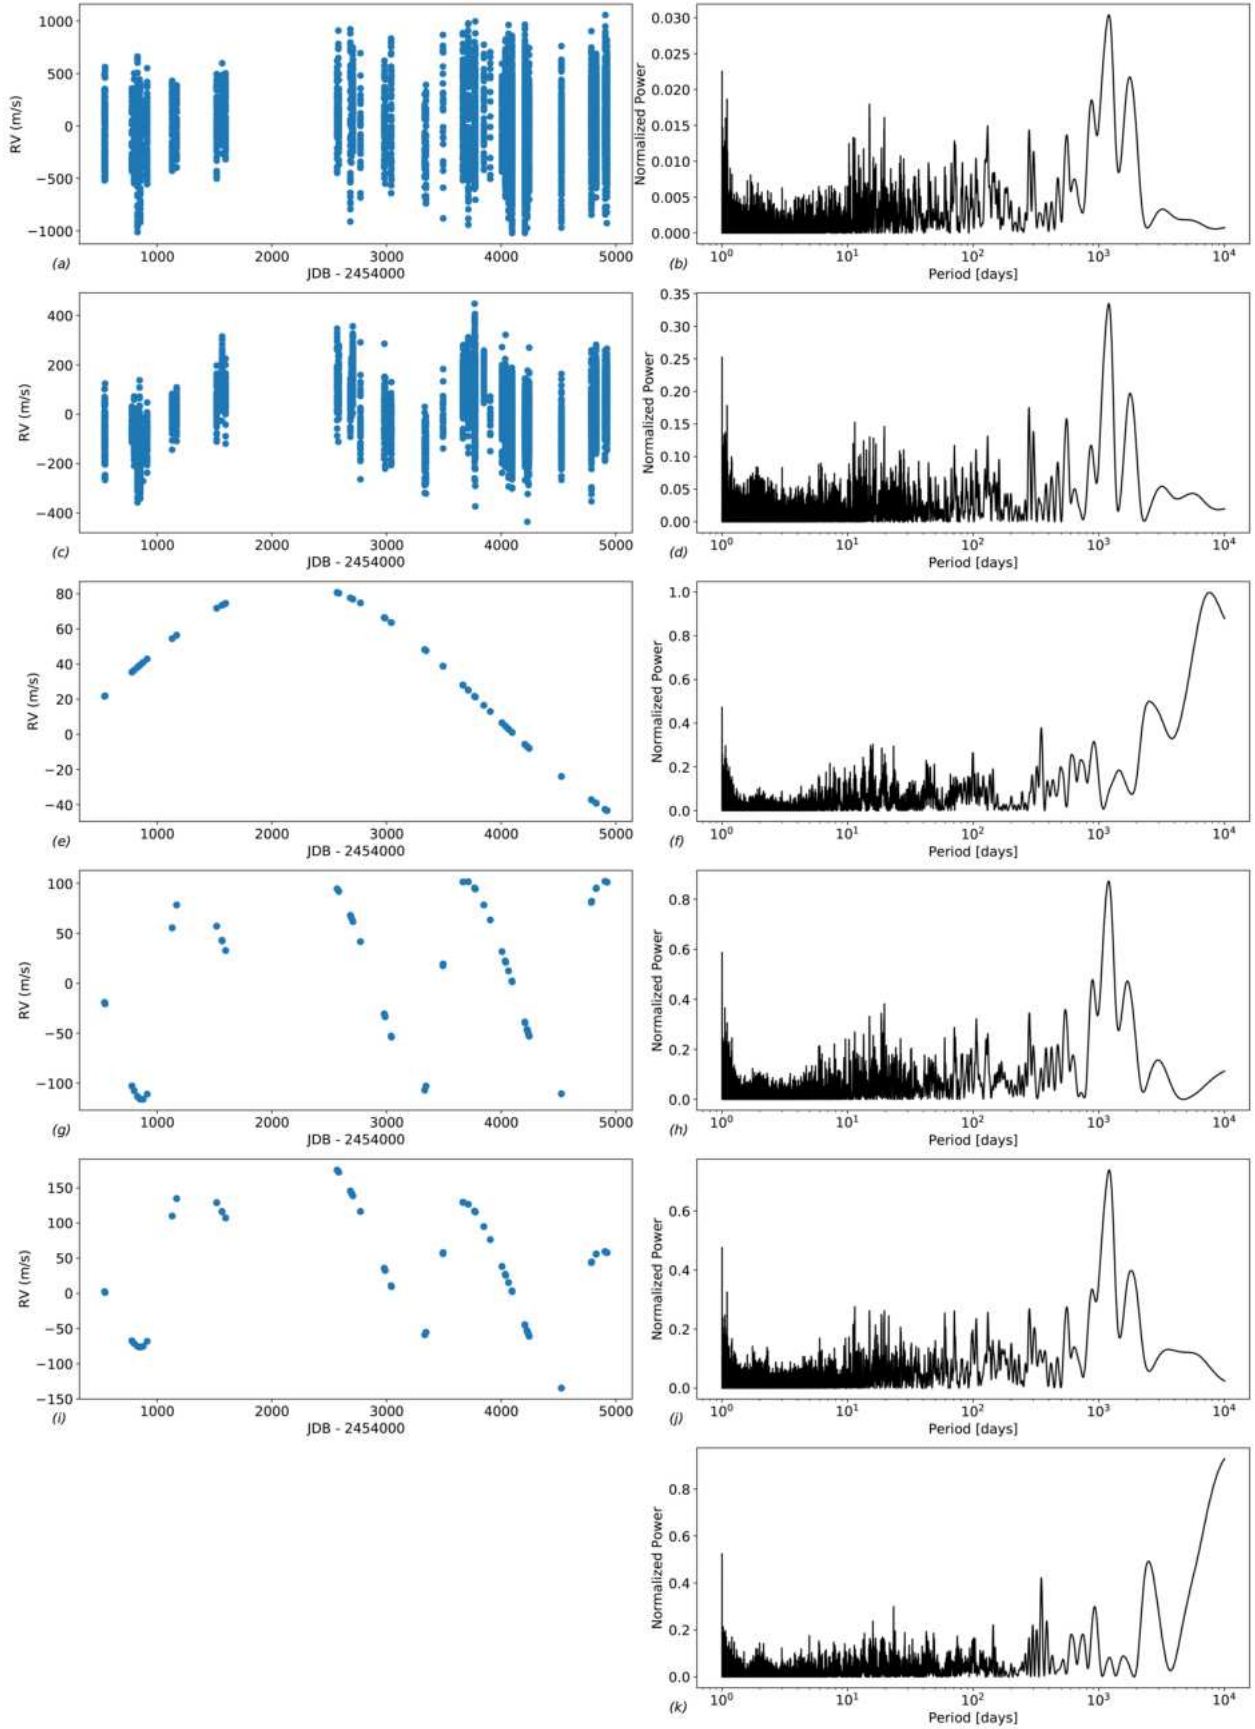 1000
500
0
−500
−1000
RV (m/s)
1000 2000 3000 4000 5000
(a)
JDB - 2454000
0.030
0.025
0.020
0.015
0.010
0.005
0.000
Normalized Power
10⁰ 10¹ 10² 10³ 10⁴
(b)
Period [days]
400
200
0
−200
−400
RV (m/s)
1000 2000 3000 4000 5000
(c)
JDB - 2454000
0.35
0.30
0.25
0.20
0.15
0.10
0.05
0.00
Normalized Power
10⁰ 10¹ 10² 10³ 10⁴
(d)
Period [days]
80
60
40
20
0
−20
−40
RV (m/s)
1000 2000 3000 4000 5000
(e)
JDB - 2454000
1.0
0.8
0.6
0.4
0.2
0.0
Normalized Power
10⁰ 10¹ 10² 10³ 10⁴
(f)
Period [days]
100
50
0
−50
−100
RV (m/s)
1000 2000 3000 4000 5000
(g)
JDB - 2454000
0.8
0.6
0.4
0.2
0.0
Normalized Power
10⁰ 10¹ 10² 10³ 10⁴
(h)
Period [days]
150
100
50
0
−50
−100
−150
RV (m/s)
1000 2000 3000 4000 5000
(i)
JDB - 2454000
0.6
0.4
0.2
0.0
Normalized Power
10⁰ 10¹ 10² 10³ 10⁴
(j)
Period [days]
0.8
0.6
0.4
0.2
0.0
Normalized Power
10⁰ 10¹ 10² 10³ 10⁴
(k)
Period [days]